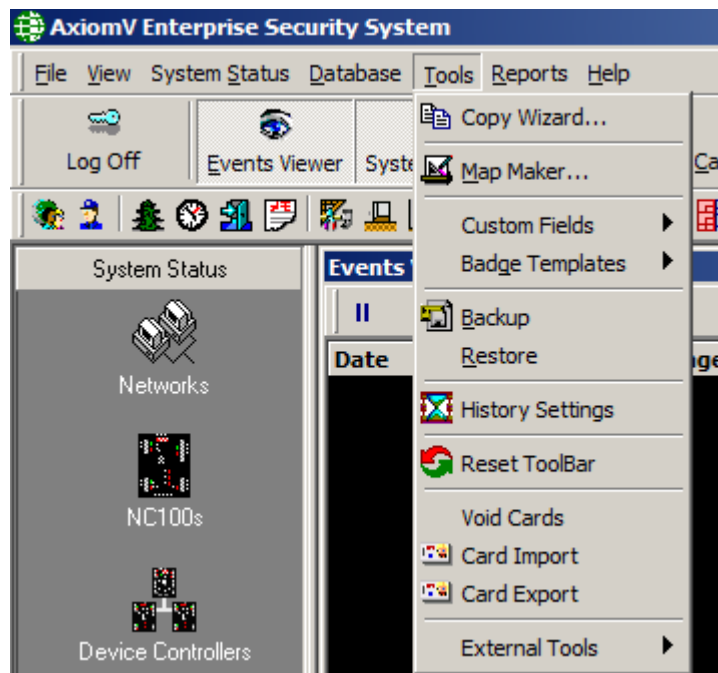 AxiomV Enterprise Security System
File View System Status Database Tools Reports Help
Log Off
Events Viewer
Copy Wizard...
Map Maker...
Custom Fields
Badge Templates
Backup
Restore
History Settings
Reset ToolBar
Void Cards
Card Import
Card Export
External Tools
System Status
Networks
NC100s
Device Controllers
Events
Date